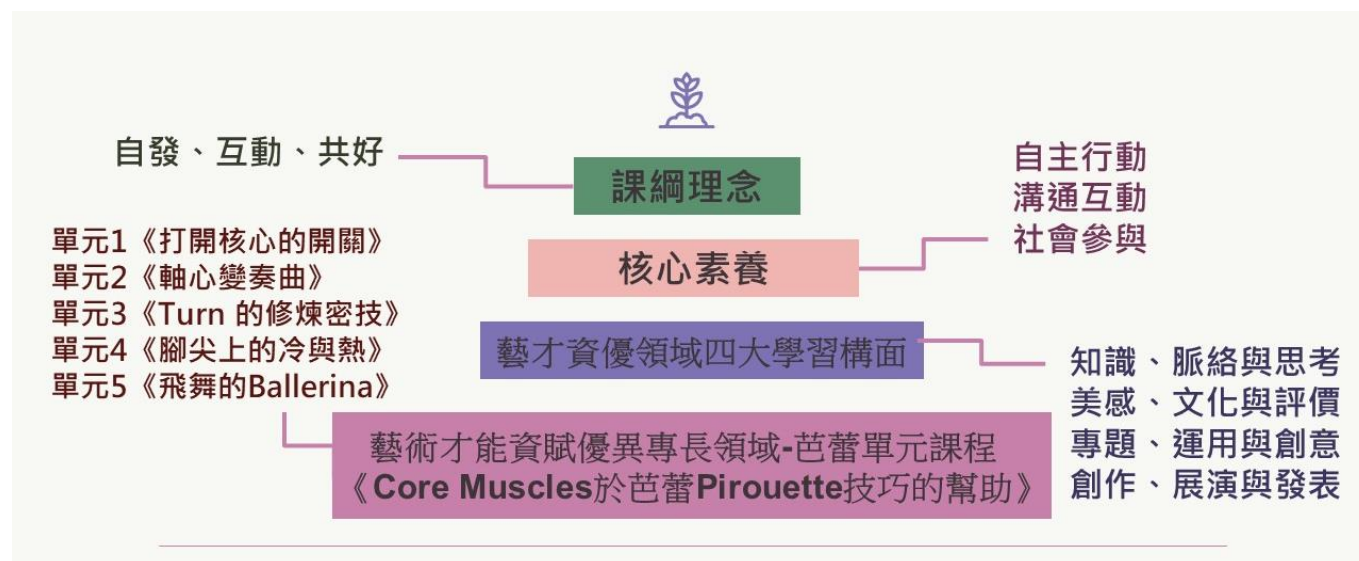 自發、互動、共好
課綱理念
自主行動
溝通互動
社會參與
核心素養
單元1《打開核心的開關》
單元2《軸心變奏曲》
單元3《Turn 的修煉密技》
單元4《腳尖上的冷與熱》
單元5《飛舞的Ballerina》
藝才資優領域四大學習構面
知識、脈絡與思考
美感、文化與評價
專題、運用與創意
創作、展演與發表
藝術才能資賦優異專長領域-芭蕾單元課程
《Core Muscles於芭蕾Pirouette技巧的幫助》